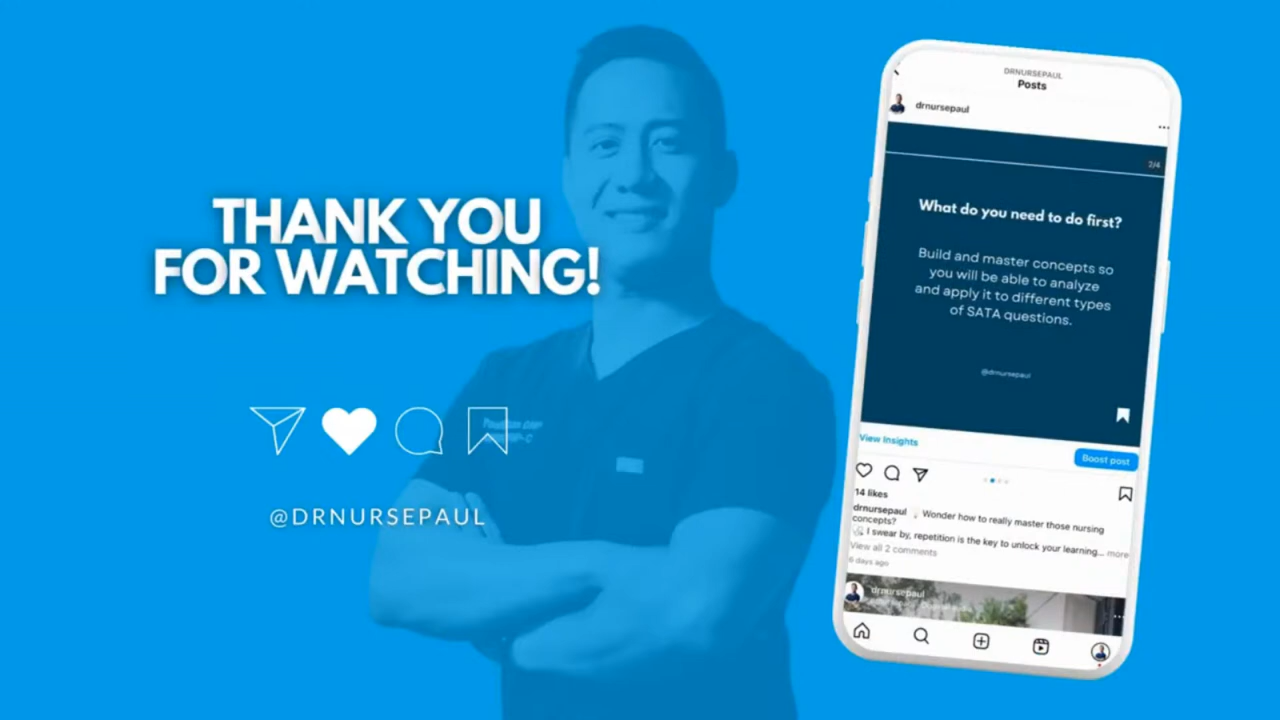 THANK YOU
FOR WATCHING!
@DRNURSEPAUL
DRNURSEPAUL
Posts
drnursepaul
2/4
What do you need to do first?
Build and master concepts so
you will be able to analyze
and apply it to different types
of SATA questions.
@drnursepaul
View Insights
Boost post
14 likes
drnursepaul Wonder how to really master those nursing
concepts?
I swear by, repetition is the key to unlock your learning... more
View all 2 comments
6 days ago
drnursepaul